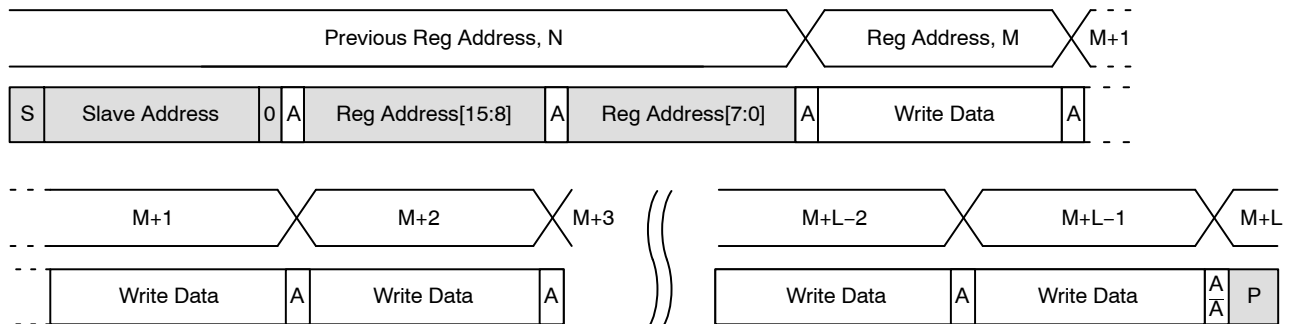 Previous Reg Address, N Reg Address, M M+1
S Slave Address 0 A Reg Address[15:8] A Reg Address[7:0] A Write Data A
M+1 M+2 M+3 M+L−2 M+L−1 M+L
Write Data A Write Data A Write Data A Write Data A/A̅ P